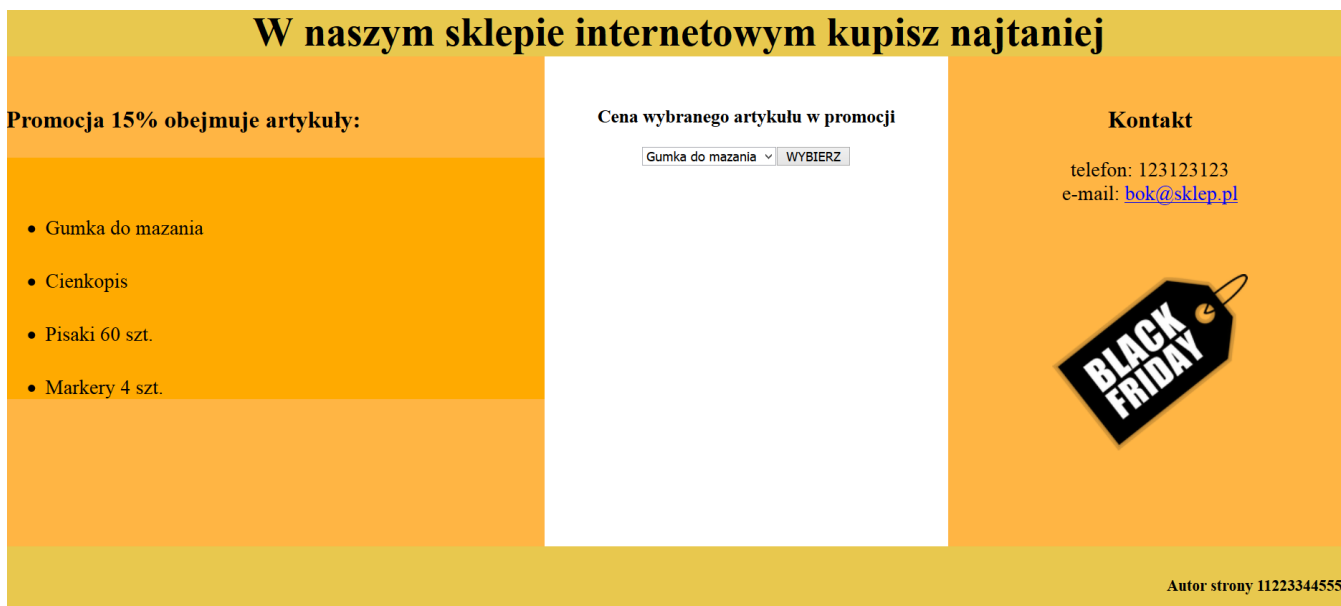 W naszym sklepie internetowym kupisz najtaniej
Promocja 15% obejmuje artykuły:
Gumka do mazania
Cienkopis
Pisaki 60 szt.
Markery 4 szt.
Cena wybranego artykułu w promocji
Gumka do mazania WYBIERZ
Kontakt
telefon: 123123123
e-mail: bok@sklep.pl
BLACK
FRIDAY
Autor strony 11223344555